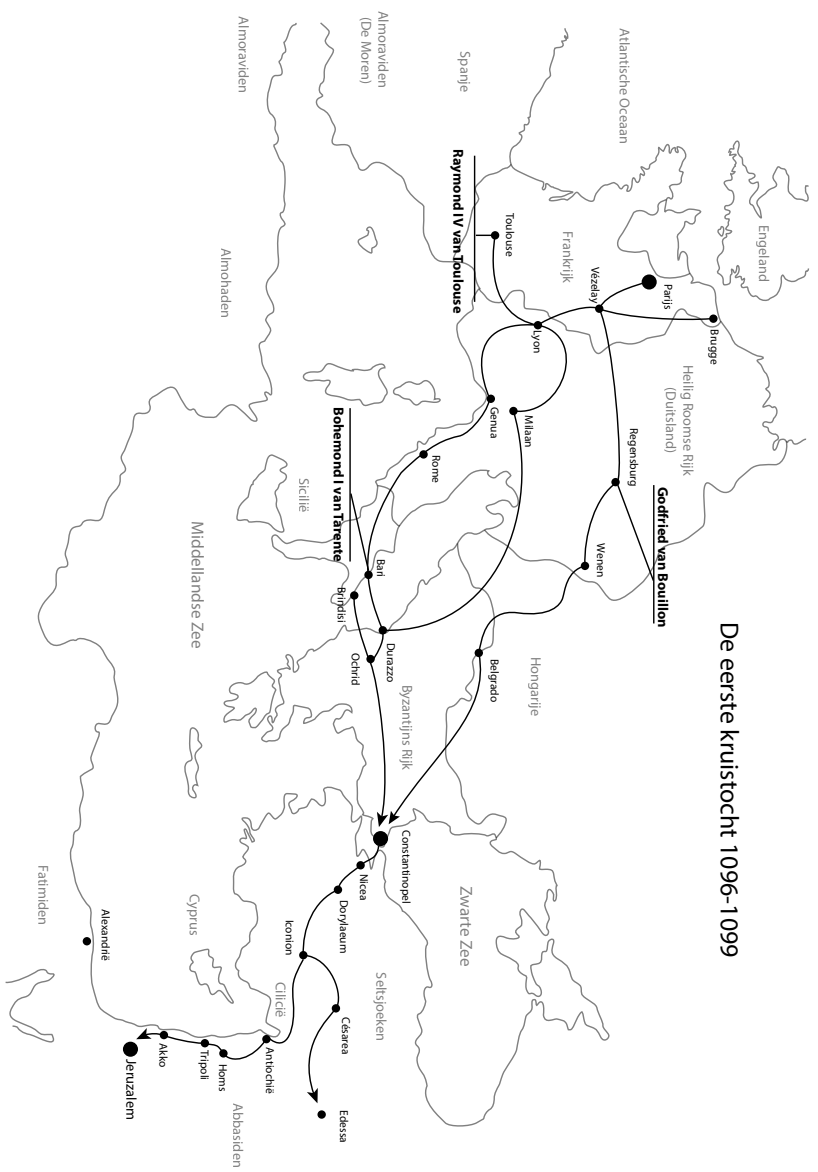 De eerste kruistocht 1096-1099
Engeland
Atlantische Oceaan
Brugge
Parijs
Heilig Roomse Rijk
(Duitsland)
Godfried van Bouillon
Regensburg
Vézelay
Wenen
Frankrijk
Lyon
Hongarije
Milaan
Toulouse
Genua
Belgrado
Raymond IV van Toulouse
Spanje
Zwarte Zee
Rome
Byzantijns Rijk
Constantinopel
Durazzo
Almoraviden
(De Moren)
Bari
Ochrid
Brindisi
Bohemond I van Tarente
Seltsjoeken
Nicea
Dorylaeum
Césarea
Edessa
Sicilië
Iconion
Cilicië
Antiochië
Almoraviden
Almohaden
Middellandse Zee
Cyprus
Abbasiden
Homs
Tripoli
Akko
Jeruzalem
Alexandrië
Fatimiden